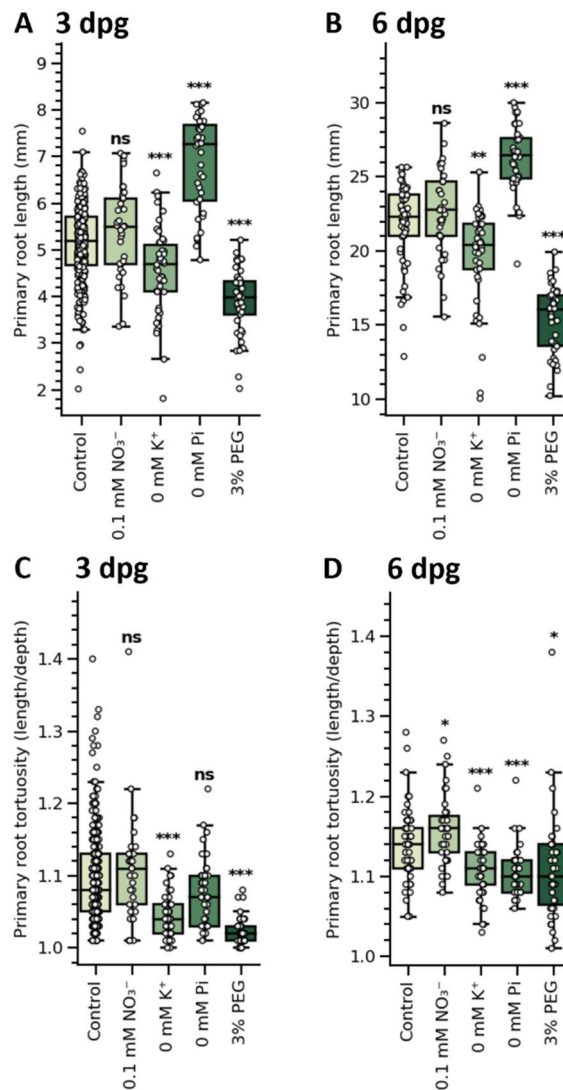 A 3 dpg
Primary root length (mm)
9
8
7
6
5
4
3
2
ns
***
***
***
Control
0.1 mM NO₃⁻
0 mM K⁺
0 mM Pi
3% PEG
B 6 dpg
Primary root length (mm)
30
25
20
15
10
ns
**
***
***
Control
0.1 mM NO₃⁻
0 mM K⁺
0 mM Pi
3% PEG
C 3 dpg
Primary root tortuosity (length/depth)
1.4
1.3
1.2
1.1
1.0
ns
***
ns
***
Control
0.1 mM NO₃⁻
0 mM K⁺
0 mM Pi
3% PEG
D 6 dpg
Primary root tortuosity (length/depth)
1.4
1.3
1.2
1.1
1.0
*
***
***
*
Control
0.1 mM NO₃⁻
0 mM K⁺
0 mM Pi
3% PEG